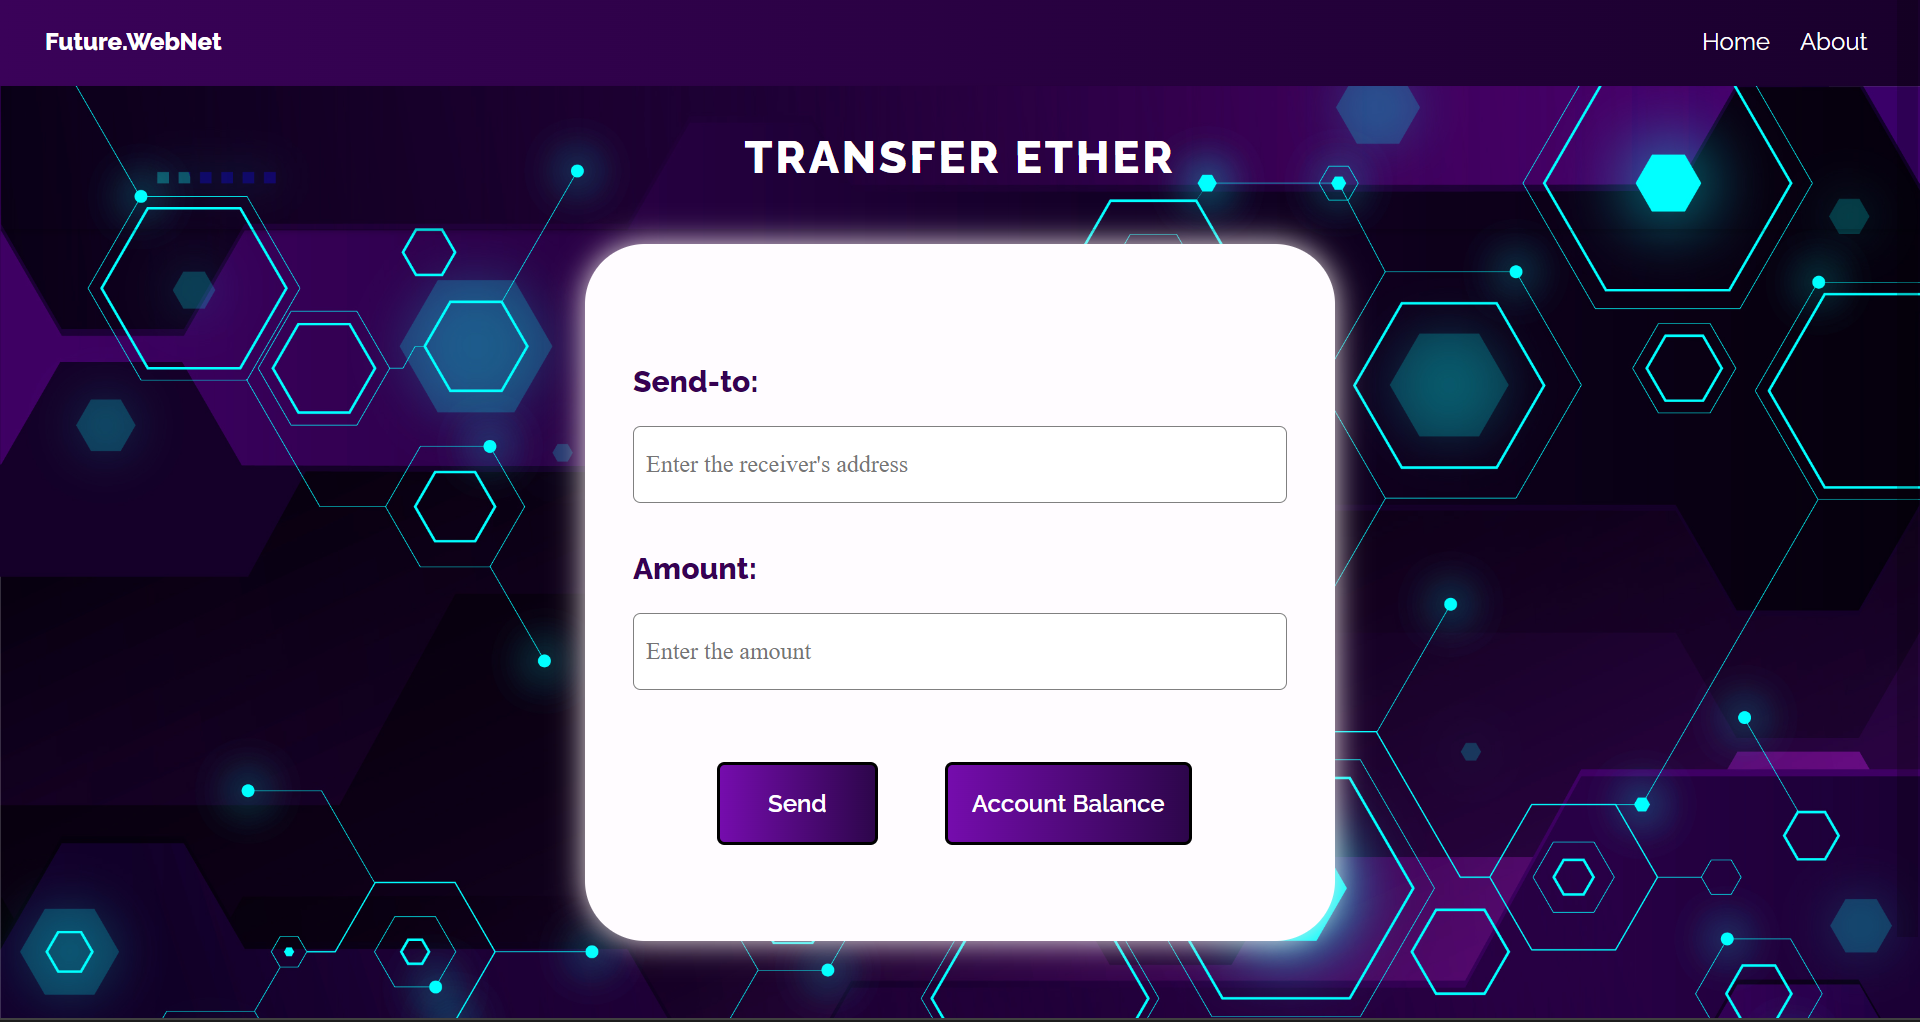 Future.WebNet
Home About
TRANSFER ETHER
Send-to:
Enter the receiver's address
Amount:
Enter the amount
Send
Account Balance